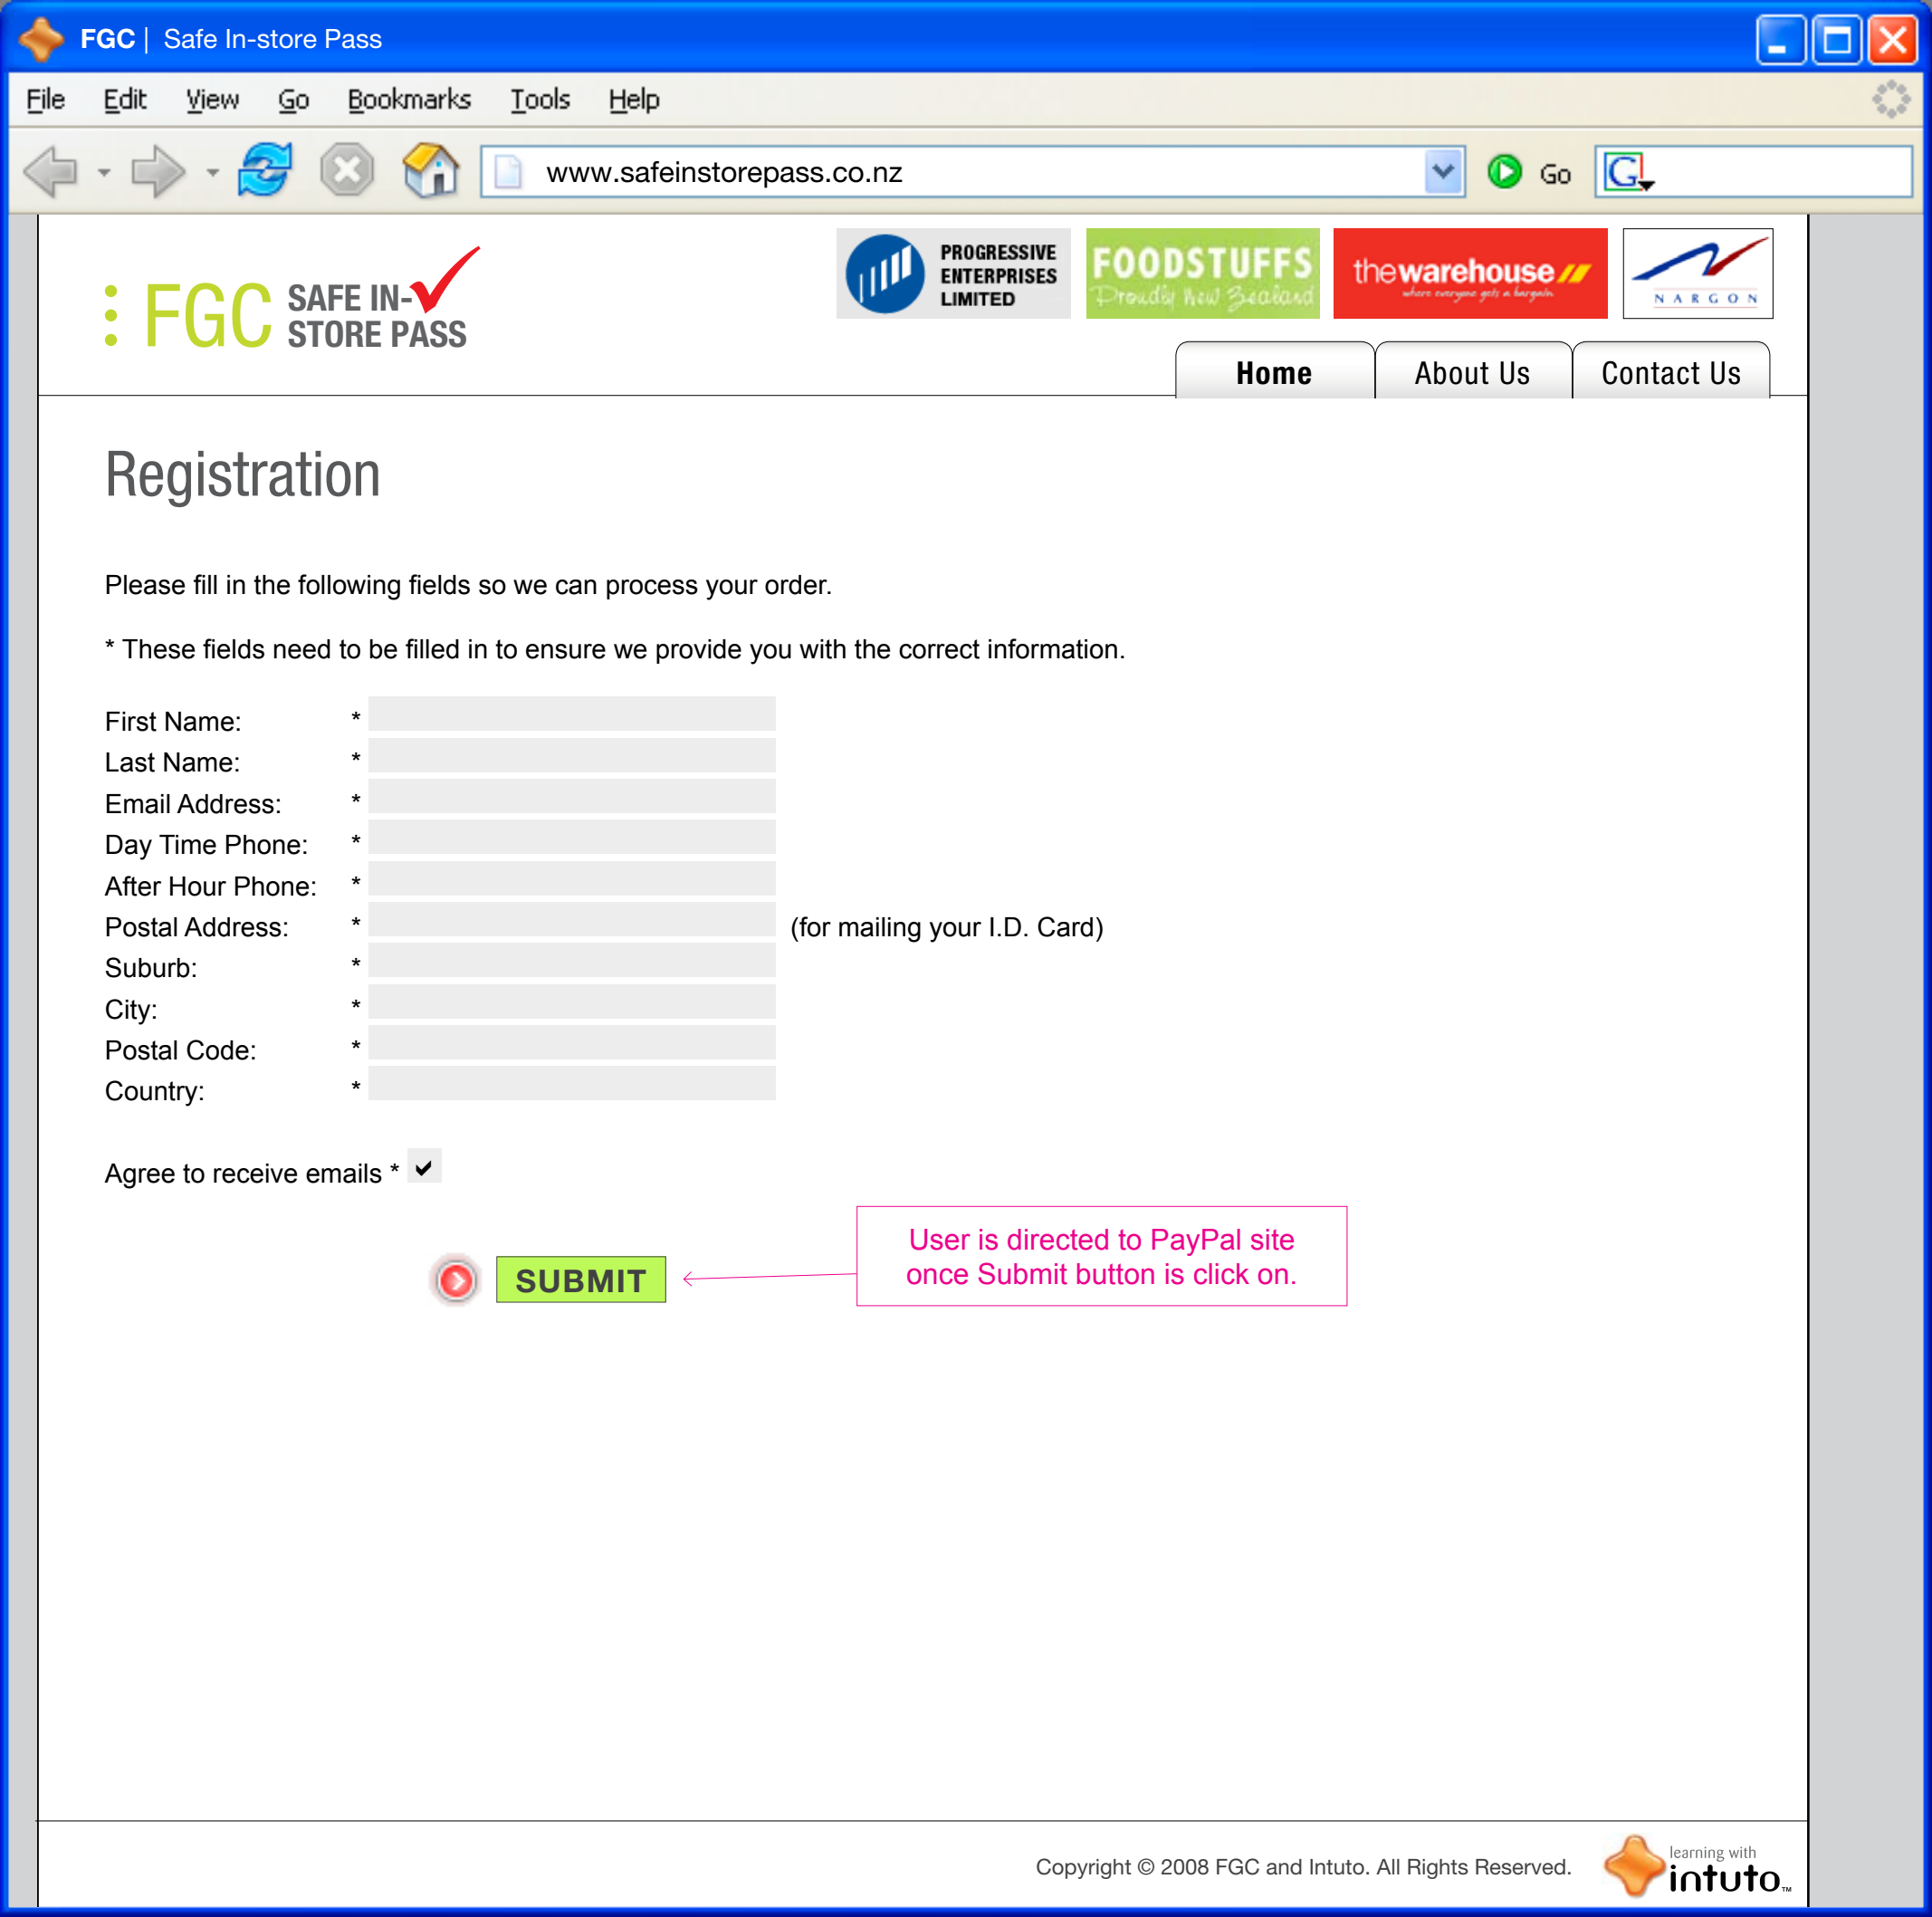 FGC | Safe In-store Pass
File Edit View Go Bookmarks Tools Help
www.safeinstorepass.co.nz Go G
FGC SAFE IN-
STORE PASS
PROGRESSIVE
ENTERPRISES
LIMITED
FOODSTUFFS
Proudly New Zealand
thewarehouse
where everyone gets a bargain
NARGON
Home About Us Contact Us
Registration
Please fill in the following fields so we can process your order.
* These fields need to be filled in to ensure we provide you with the correct information.
First Name: *
Last Name: *
Email Address: *
Day Time Phone: *
After Hour Phone: *
Postal Address: * (for mailing your I.D. Card)
Suburb: *
City: *
Postal Code: *
Country: *
Agree to receive emails *
SUBMIT
User is directed to PayPal site
once Submit button is click on.
Copyright © 2008 FGC and Intuto. All Rights Reserved.
learning with
intuto™